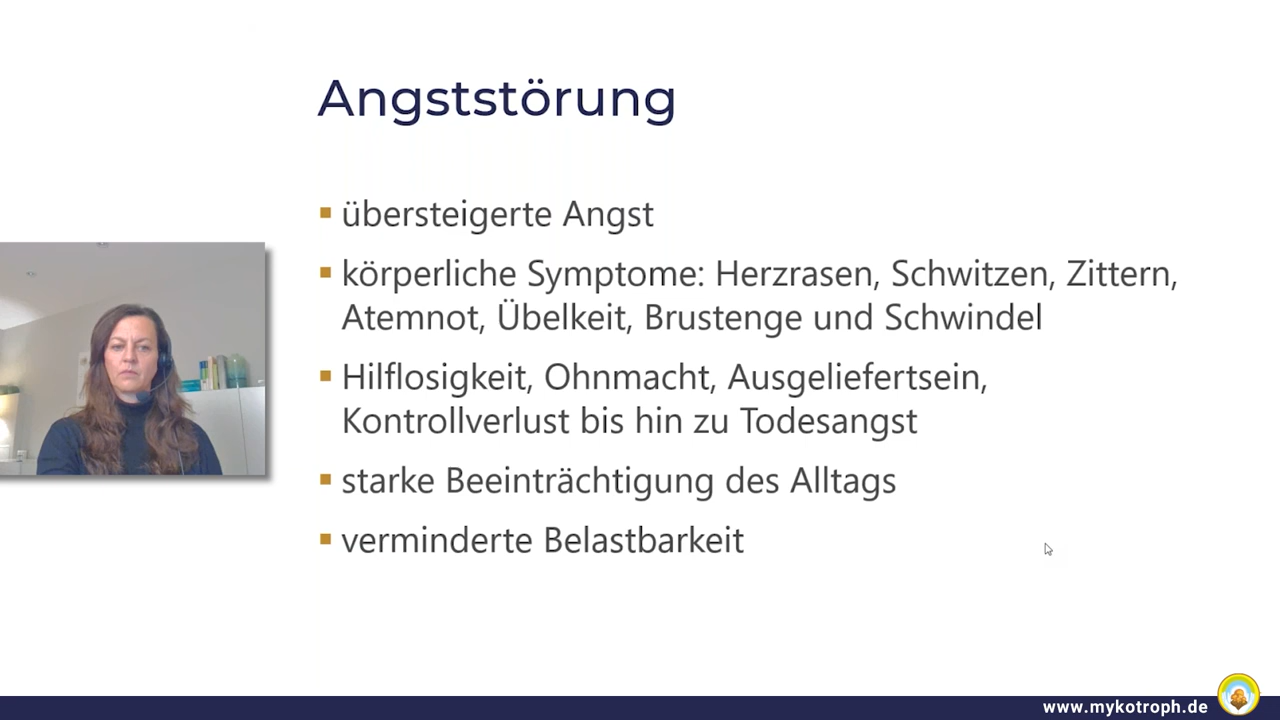 Angststörung
übersteigerte Angst
körperliche Symptome: Herzrasen, Schwitzen, Zittern,
Atemnot, Übelkeit, Brustenge und Schwindel
Hilflosigkeit, Ohnmacht, Ausgeliefertsein,
Kontrollverlust bis hin zu Todesangst
starke Beeinträchtigung des Alltags
verminderte Belastbarkeit
www.mykotroph.de